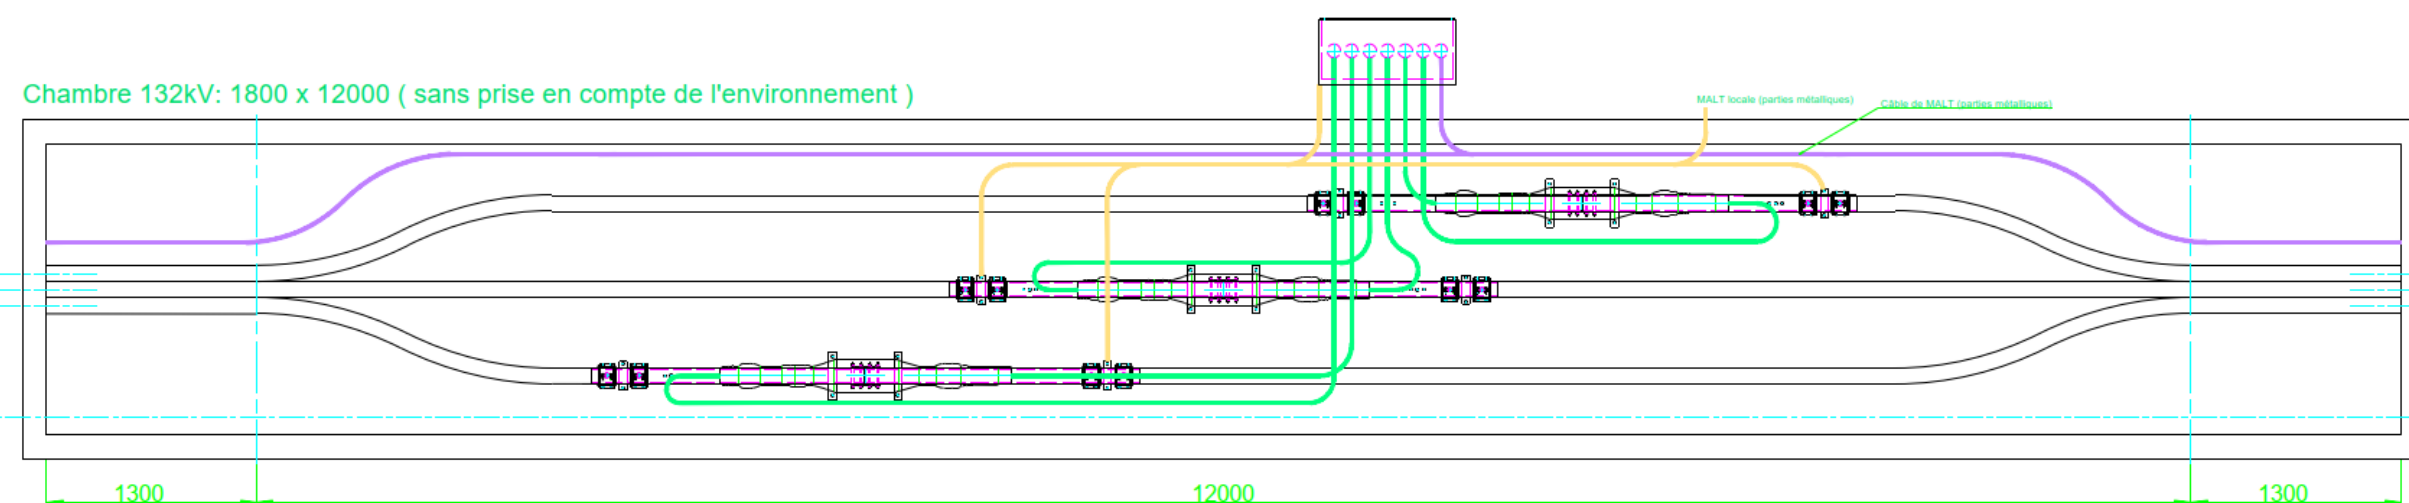 Chambre 132kV: 1800 x 12000 ( sans prise en compte de l'environnement )
MALT locale (parties métalliques)
Câble de MALT (parties métalliques)
1300
12000
1300